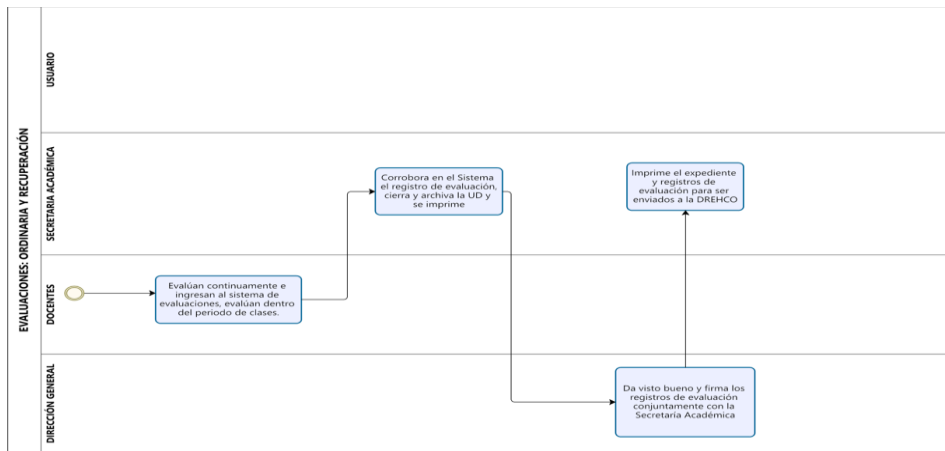 EVALUACIONES: ORDINARIA Y RECUPERACIÓN
USUARIO
SECRETARIA ACADÉMICA
Corrobora en el Sistema
el registro de evaluación,
cierra y archiva la UD y
se imprime
Imprime el expediente
y registros de
evaluación para ser
enviados a la DREHCO
DOCENTES
Evalúan continuamente e
ingresan al sistema de
evaluaciones, evalúan dentro
del periodo de clases.
DIRECCIÓN GENERAL
Da visto bueno y firma los
registros de evaluación
conjuntamente con la
Secretaría Académica